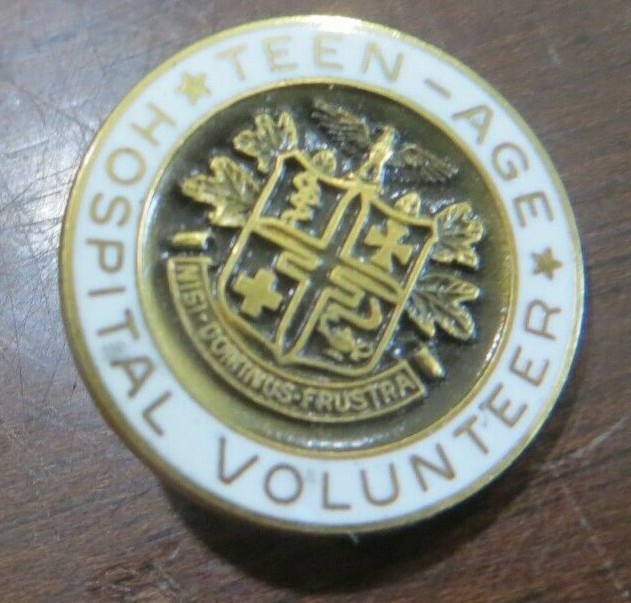 ★ TEEN-AGE ★
HOSPITAL VOLUNTEER
NISI·DOMINUS·FRUSTRA